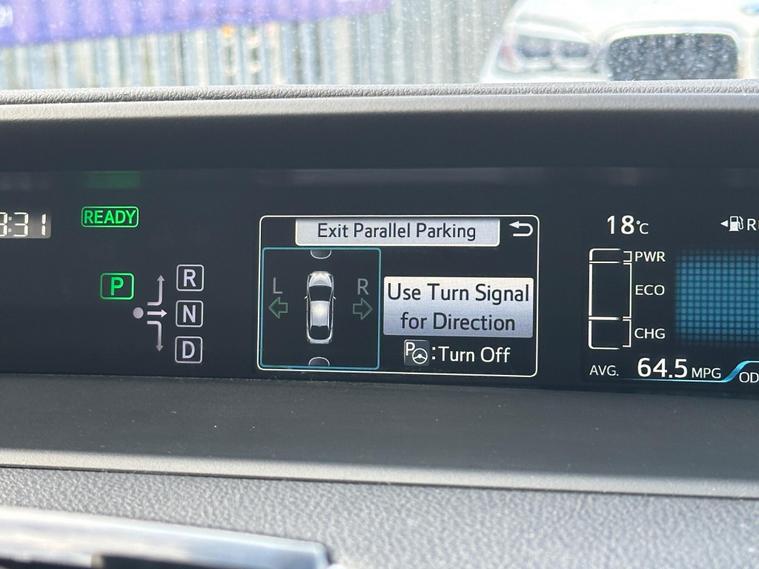 :31
READY
P
R
N
D
Exit Parallel Parking
L
R
Use Turn Signal
for Direction
P :Turn Off
18°C
PWR
ECO
CHG
AVG. 64.5 MPG